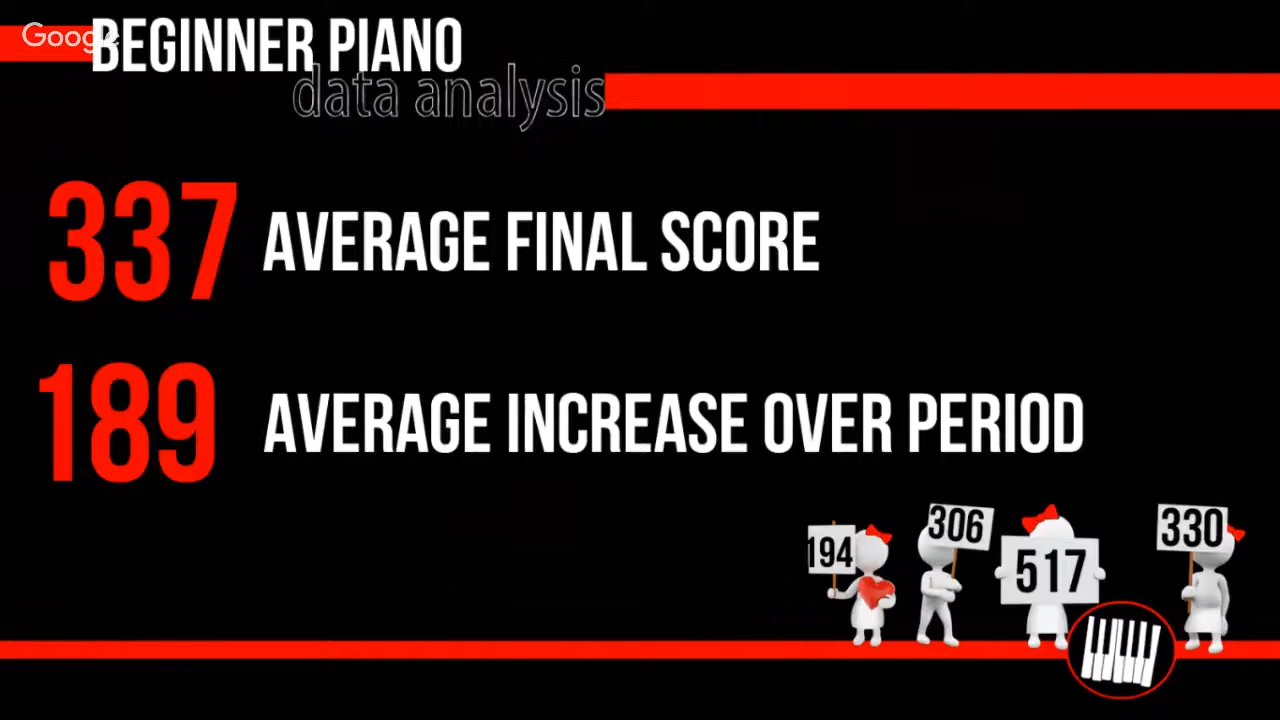 Google
BEGINNER PIANO
data analysis
337 AVERAGE FINAL SCORE
189 AVERAGE INCREASE OVER PERIOD
194
306
517
330